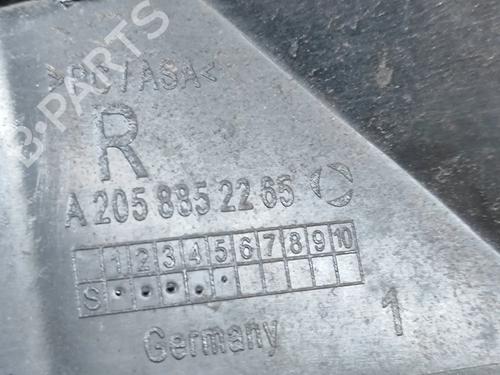 B-PARTS
>PC/ASA<
R
A 205 885 22 65
1 2 3 4 5 6 7 8 9 10
S
Germany
1